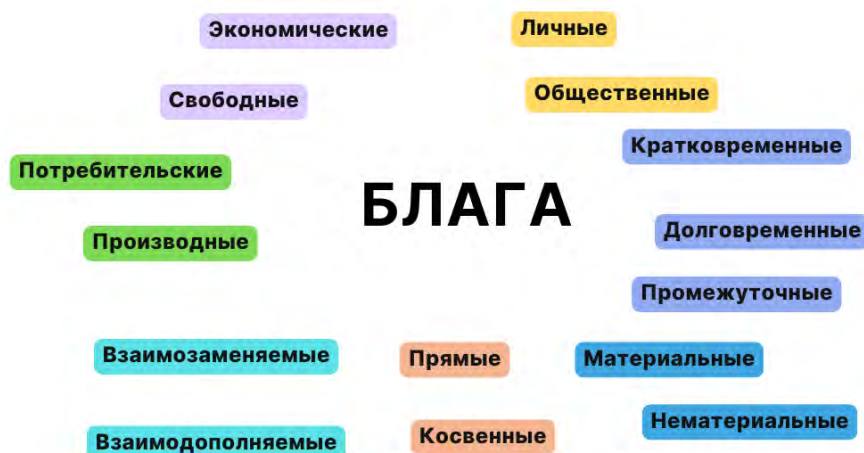 Экономические
Личные
Свободные
Общественные
Кратковременные
Потребительские
БЛАГА
Производные
Долговременные
Промежуточные
Взаимозаменяемые
Прямые
Материальные
Взаимодополняемые
Косвенные
Нематериальные